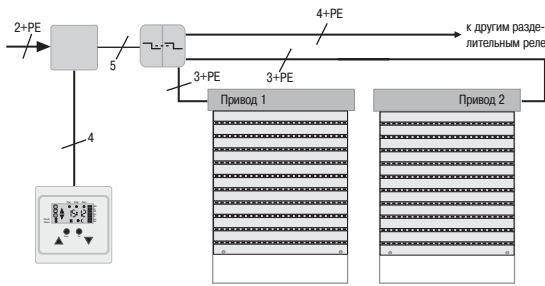 4+PE
2+PE
к другим разде-
лительным реле
5
3+PE
3+PE
Привод 1
Привод 2
4